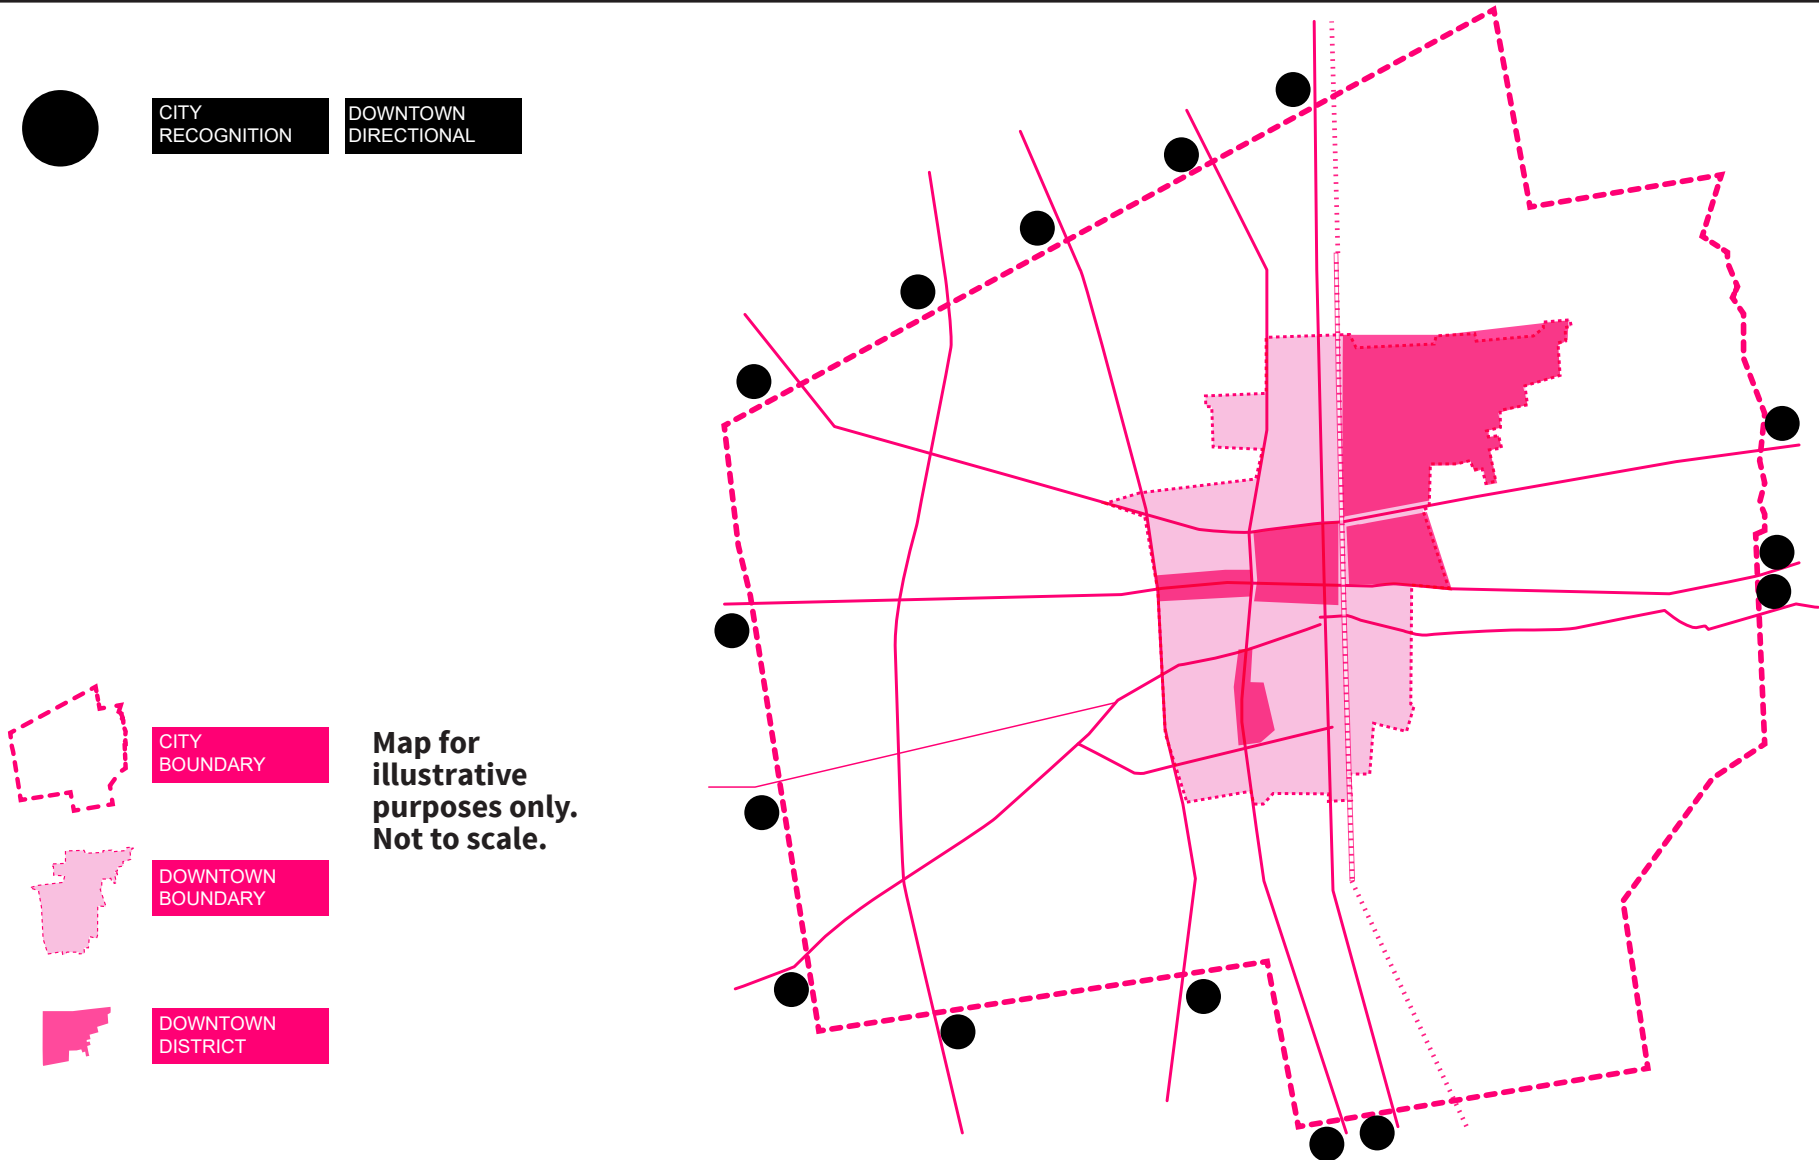 CITY
RECOGNITION
DOWNTOWN
DIRECTIONAL
CITY
BOUNDARY
Map for
illustrative
purposes only.
Not to scale.
DOWNTOWN
BOUNDARY
DOWNTOWN
DISTRICT